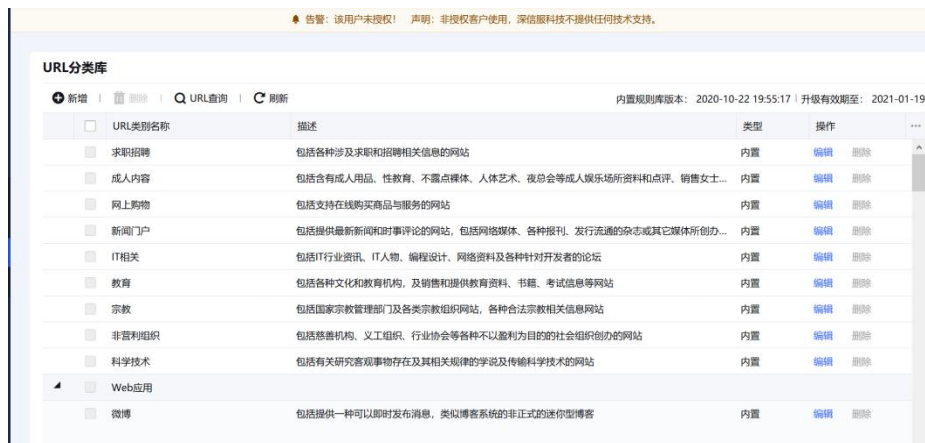 告警：该用户未授权！ 声明：非授权客户使用，深信服科技不提供任何技术支持。
URL分类库
新增 删除 URL查询 刷新 内置规则库版本： 2020-10-22 19:55:17 升级有效期至： 2021-01-19
URL类别名称 描述 类型 操作
求职招聘 包括各种涉及求职和招聘相关信息的网站 内置 编辑 删除
成人内容 包括含有成人用品、性教育、不露点裸体、人体艺术、夜总会等成人娱乐场所资料和点评、销售女士... 内置 编辑 删除
网上购物 包括支持在线购买商品与服务的网站 内置 编辑 删除
新闻门户 包括提供最新新闻和时事评论的网站，包括网络媒体、各种报刊、发行流通的杂志或其它媒体所创办... 内置 编辑 删除
IT相关 包括IT行业资讯、IT人物、编程设计、网络资料及各种针对开发者的论坛 内置 编辑 删除
教育 包括各种文化和教育机构，及销售和提供教育资料、书籍、考试信息等网站 内置 编辑 删除
宗教 包括国家宗教管理部门及各类宗教组织网站，各种合法宗教相关信息网站 内置 编辑 删除
非营利组织 包括慈善机构、义工组织、行业协会等各种不以盈利为目的的社会组织创办的网站 内置 编辑 删除
科学技术 包括有关研究客观事物存在及其相关规律的学说及传输科学技术的网站 内置 编辑 删除
Web应用
微博 包括提供一种可以即时发布消息，类似博客系统的非正式的迷你型博客 内置 编辑 删除